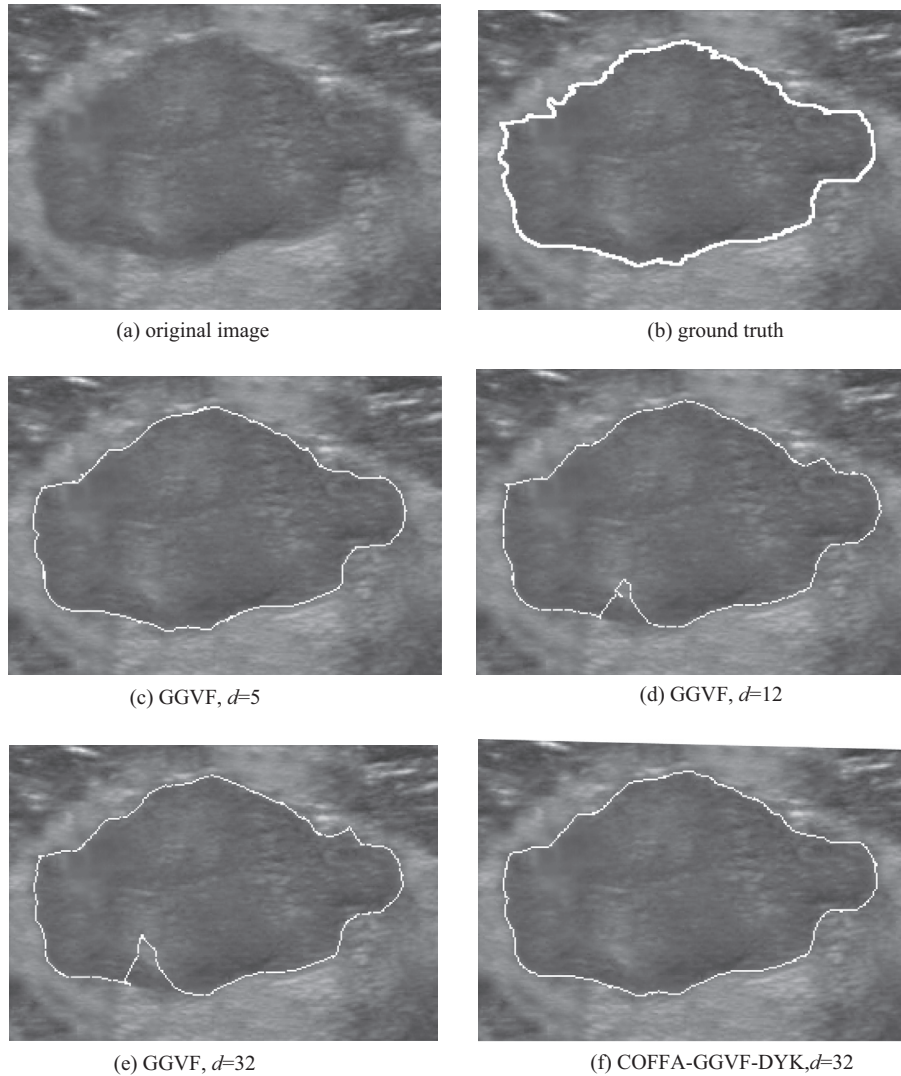 (a) original image
(b) ground truth
(c) GGVF, d=5
(d) GGVF, d=12
(e) GGVF, d=32
(f) COFFA-GGVF-DYK,d=32